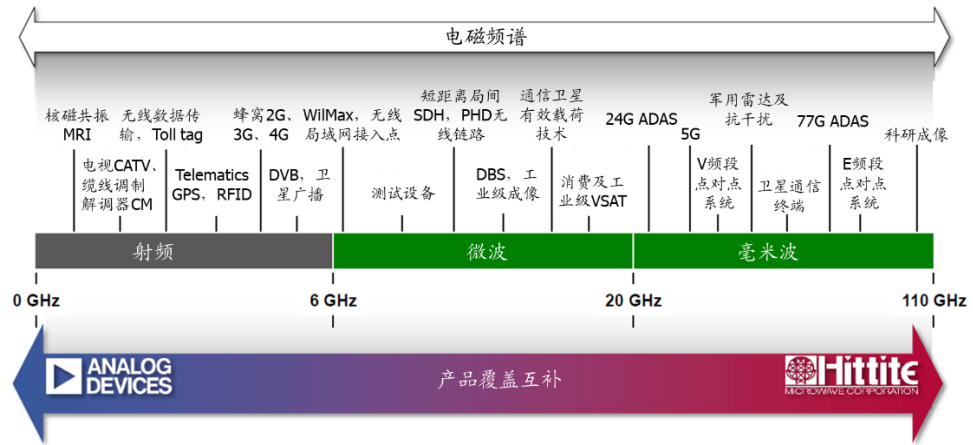 电磁频谱
核磁共振
MRI
无线数据传
输，Toll tag
蜂窝2G、
3G、4G
WilMax，无线
局域网接入点
短距离局间
SDH，PHD无
线链路
通信卫星
有效载荷
技术
24G ADAS
5G
军用雷达及
抗干扰
77G ADAS
科研成像
电视CATV、
缆线调制
解调器CM
Telematics
GPS，RFID
DVB，卫
星广播
测试设备
DBS，工
业级成像
消费及工
业级VSAT
V频段
点对点
系统
卫星通信
终端
E频段
点对点
系统
射频
微波
毫米波
0 GHz
6 GHz
20 GHz
110 GHz
ANALOG
DEVICES
产品覆盖互补
Hittite
MICROWAVE CORPORATION